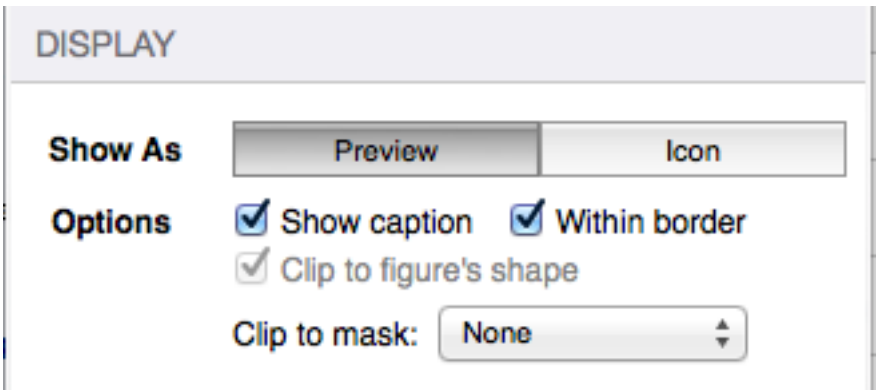 DISPLAY
Show As Preview Icon
Options Show caption Within border
Clip to figure's shape
Clip to mask: None